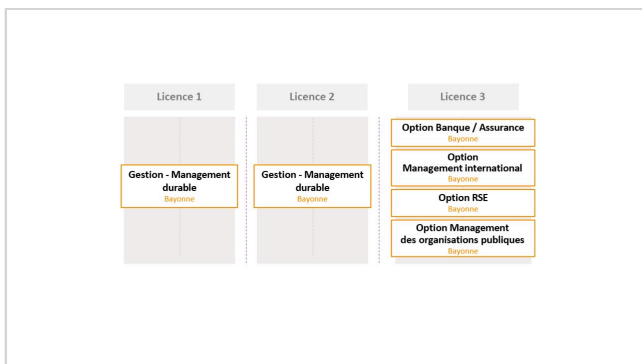 Licence 1
Licence 2
Licence 3
Gestion - Management
durable
Bayonne
Gestion - Management
durable
Bayonne
Option Banque / Assurance
Bayonne
Option
Management international
Bayonne
Option RSE
Bayonne
Option Management
des organisations publiques
Bayonne